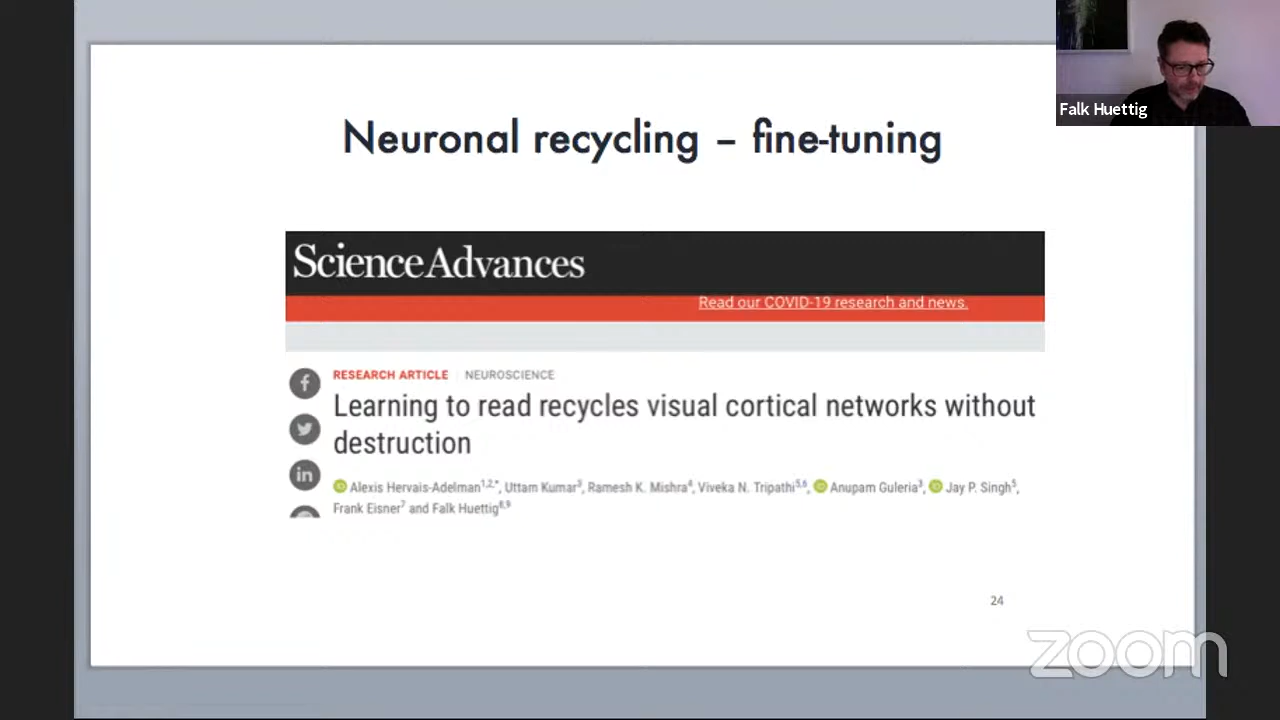 Falk Huettig
Neuronal recycling – fine-tuning
Science Advances
Read our COVID-19 research and news.
RESEARCH ARTICLE | NEUROSCIENCE
Learning to read recycles visual cortical networks without
destruction
Alexis Hervais-Adelman1,2,*, Uttam Kumar3, Ramesh K. Mishra4, Viveka N. Tripathi5,6, Anupam Guleria3, Jay P. Singh5,
Frank Eisner7 and Falk Huettig8,9
24
zoom